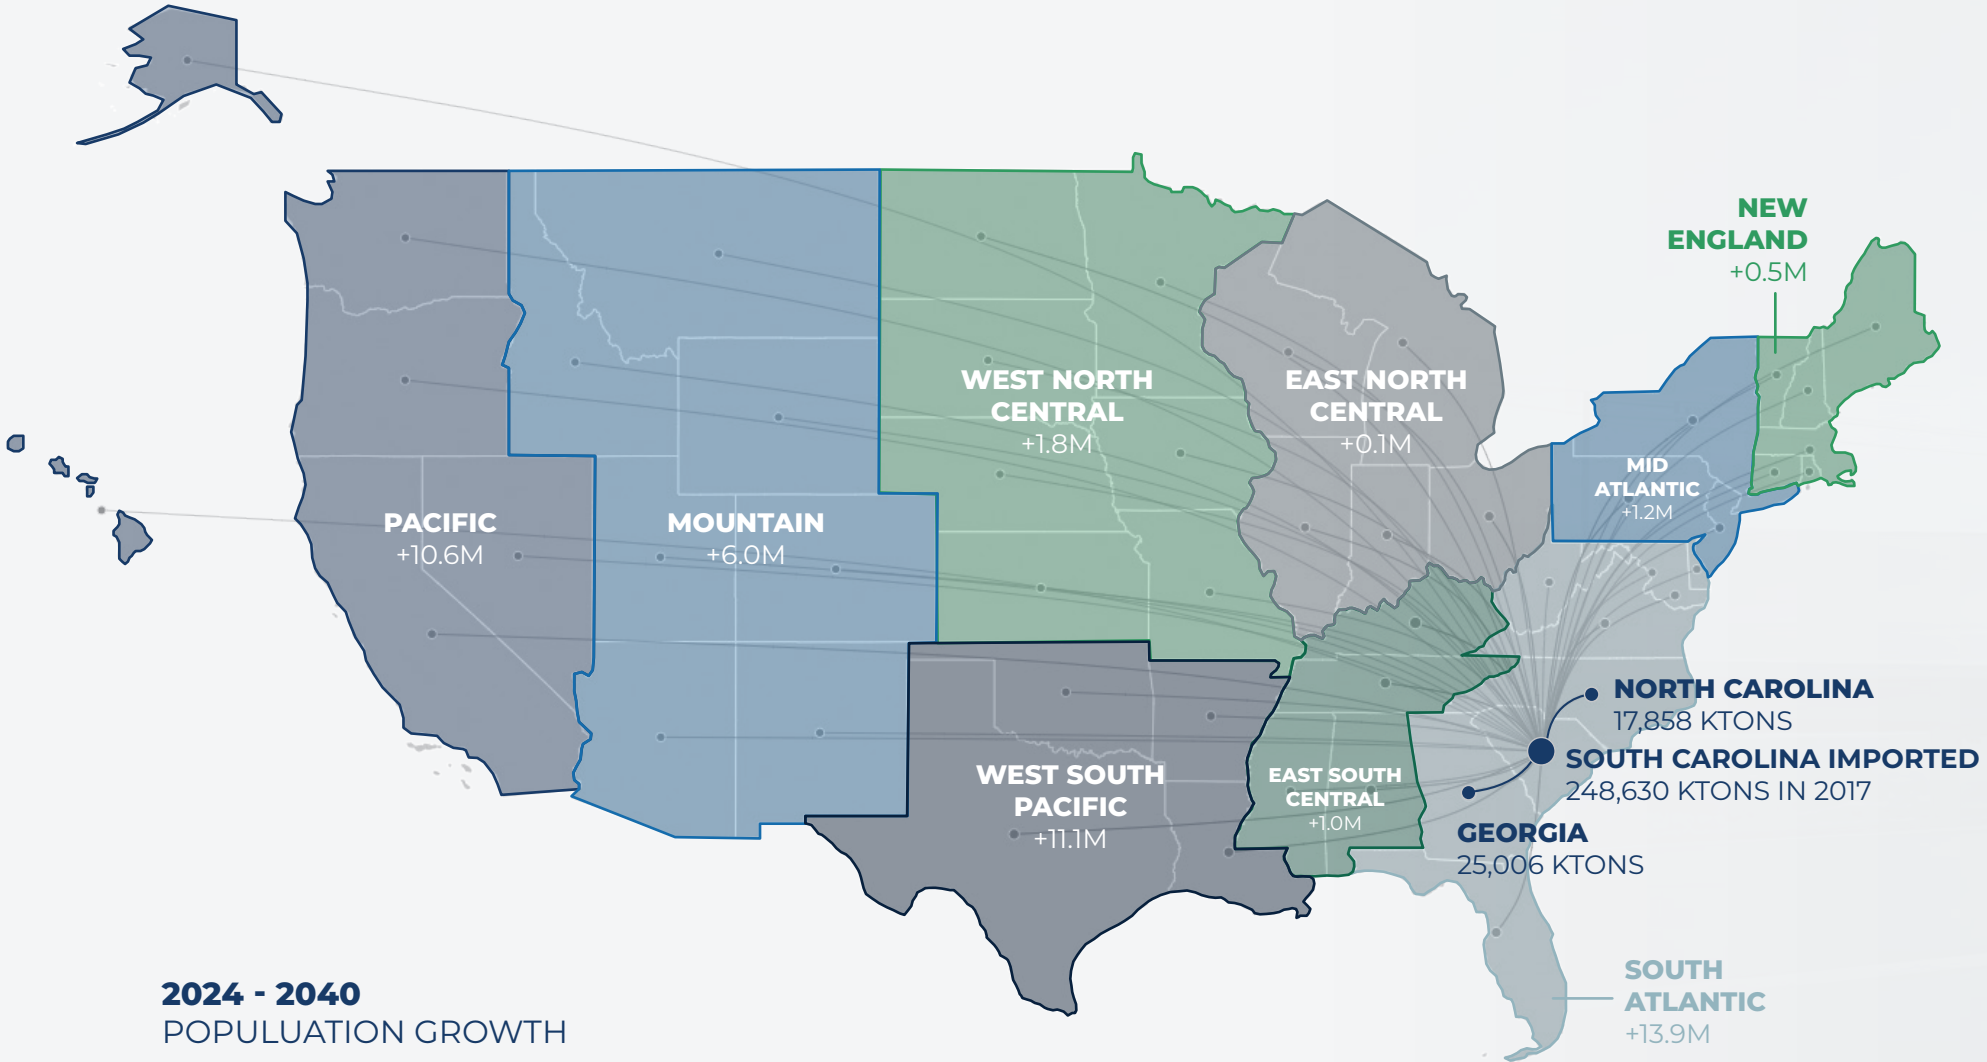 NEW
ENGLAND
+0.5M
WEST NORTH
CENTRAL
+1.8M
EAST NORTH
CENTRAL
+0.1M
MID
ATLANTIC
+1.2M
PACIFIC
+10.6M
MOUNTAIN
+6.0M
NORTH CAROLINA
17,858 KTONS
SOUTH CAROLINA IMPORTED
248,630 KTONS IN 2017
WEST SOUTH
PACIFIC
+11.1M
EAST SOUTH
CENTRAL
+1.0M
GEORGIA
25,006 KTONS
SOUTH
ATLANTIC
+13.9M
2024 - 2040
POPULUATION GROWTH